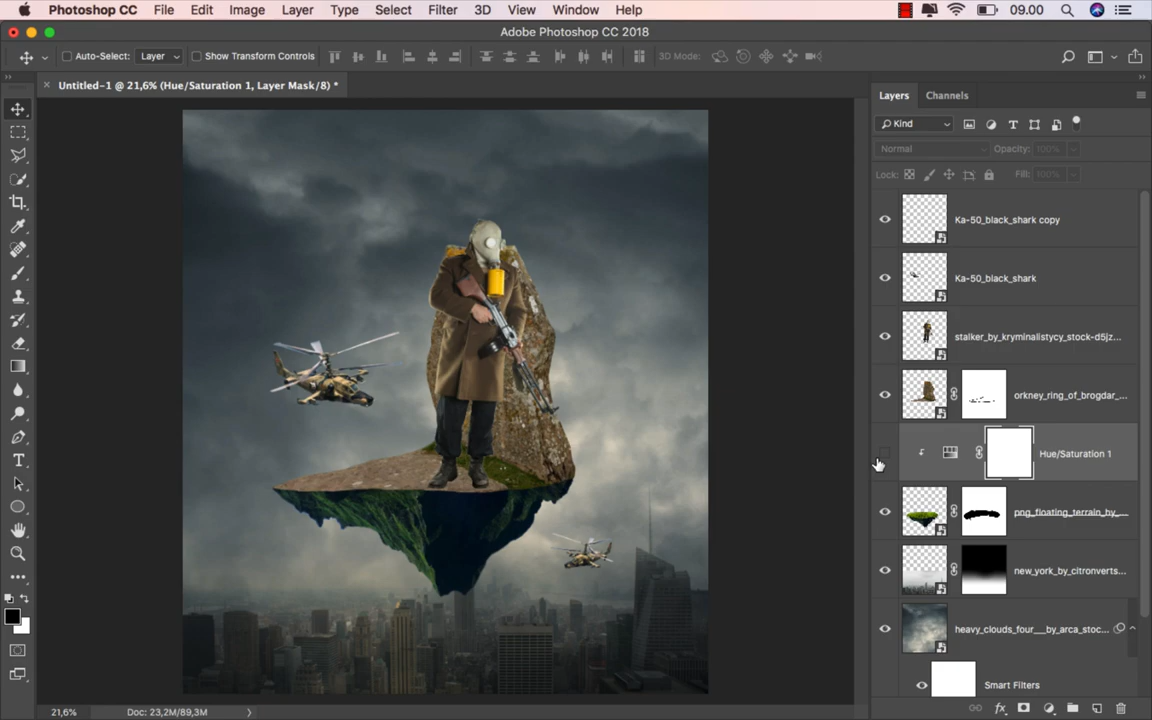 Photoshop CC File Edit Image Layer Type Select Filter 3D View Window Help 09.00
Adobe Photoshop CC 2018
Auto-Select: Layer Show Transform Controls 3D Mode:
Untitled-1 @ 21,6% (Hue/Saturation 1, Layer Mask/8) *
Layers Channels
Kind
Normal Opacity: 100%
Lock: Fill: 100%
Ka-50_black_shark copy
Ka-50_black_shark
stalker_by_kryminalistycy_stock-d5jz...
orkney_ring_of_brogdar_...
Hue/Saturation 1
png_floating_terrain_by_...
new_york_by_citronverts...
heavy_clouds_four__by_arca_stoc...
Smart Filters
21,6% Doc: 23,2M/89,3M